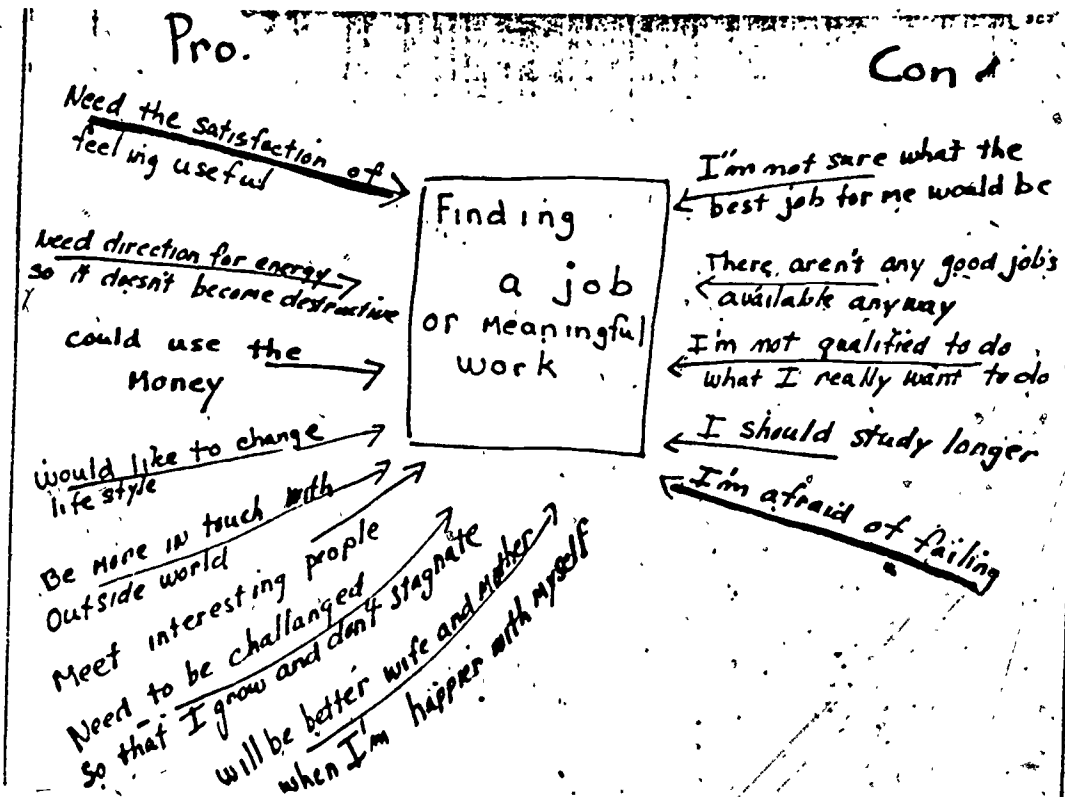 Pro.
Con
Need the satisfaction of
feeling useful
Need direction for energy
so it doesn't become destructive
could use the
Money
would like to change
life style
Be more in touch with
Outside world
Meet interesting people
Need to be challanged
so that I grow and don't stagnate
will be better wife and mother
when I'm happier with myself
Finding
a job
or Meaningful
work
I'm not sure what the
best job for me would be
There aren't any good job's
available anyway
I'm not qualified to do
what I really want to do
I should study longer
I'm afraid of failing